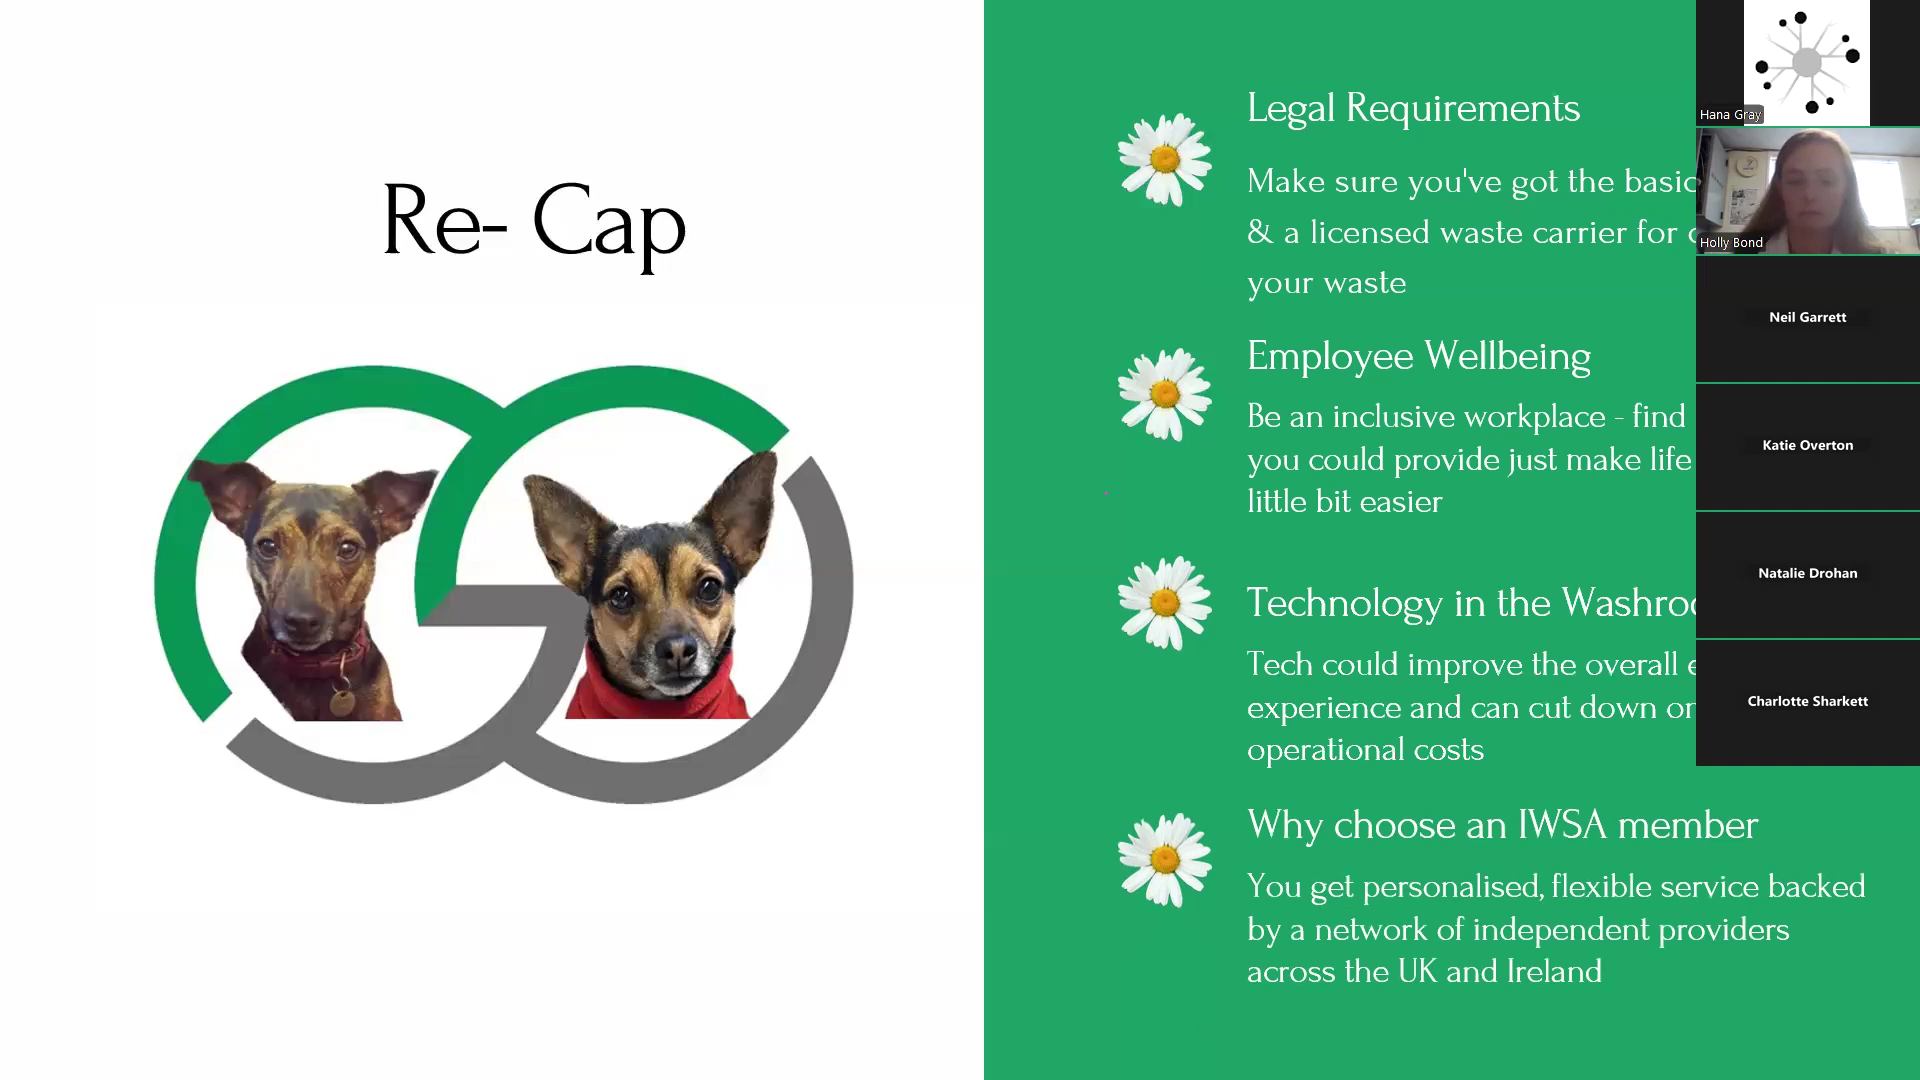 Re- Cap
Legal Requirements
Make sure you've got the basic
& a licensed waste carrier for
your waste
Employee Wellbeing
Be an inclusive workplace - find
you could provide just make life
little bit easier
Technology in the
Tech could improve the overall
experience and can cut down
operational costs
Why choose an IWSA member
You get personalised, flexible service backed
by a network of independent providers
across the UK and Ireland
Hana Gray
Holly Bond
Neil Garrett
Katie Overton
Natalie Drohan
Charlotte Sharkett